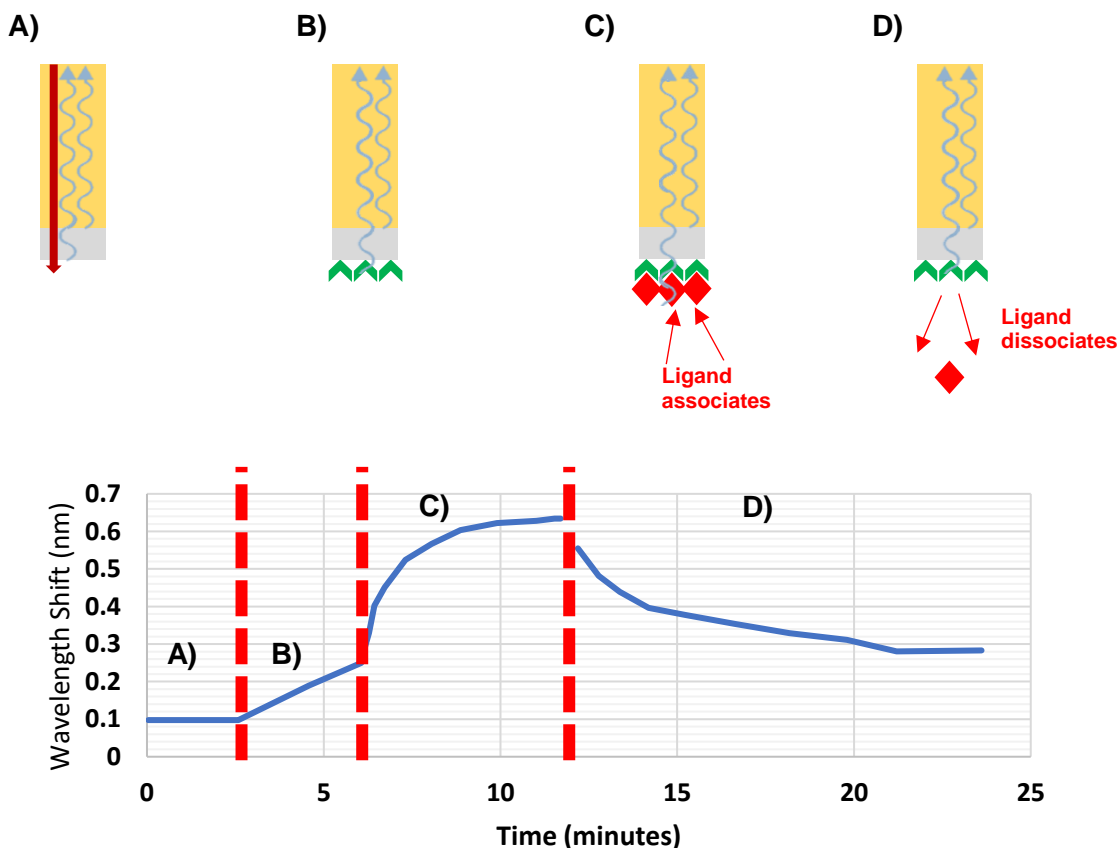 A)
B)
C)
D)
Ligand
associates
Ligand
dissociates
Wavelength Shift (nm)
0.7
0.6
0.5
0.4
0.3
0.2
0.1
0
A)
B)
C)
D)
0
5
10
15
20
25
Time (minutes)